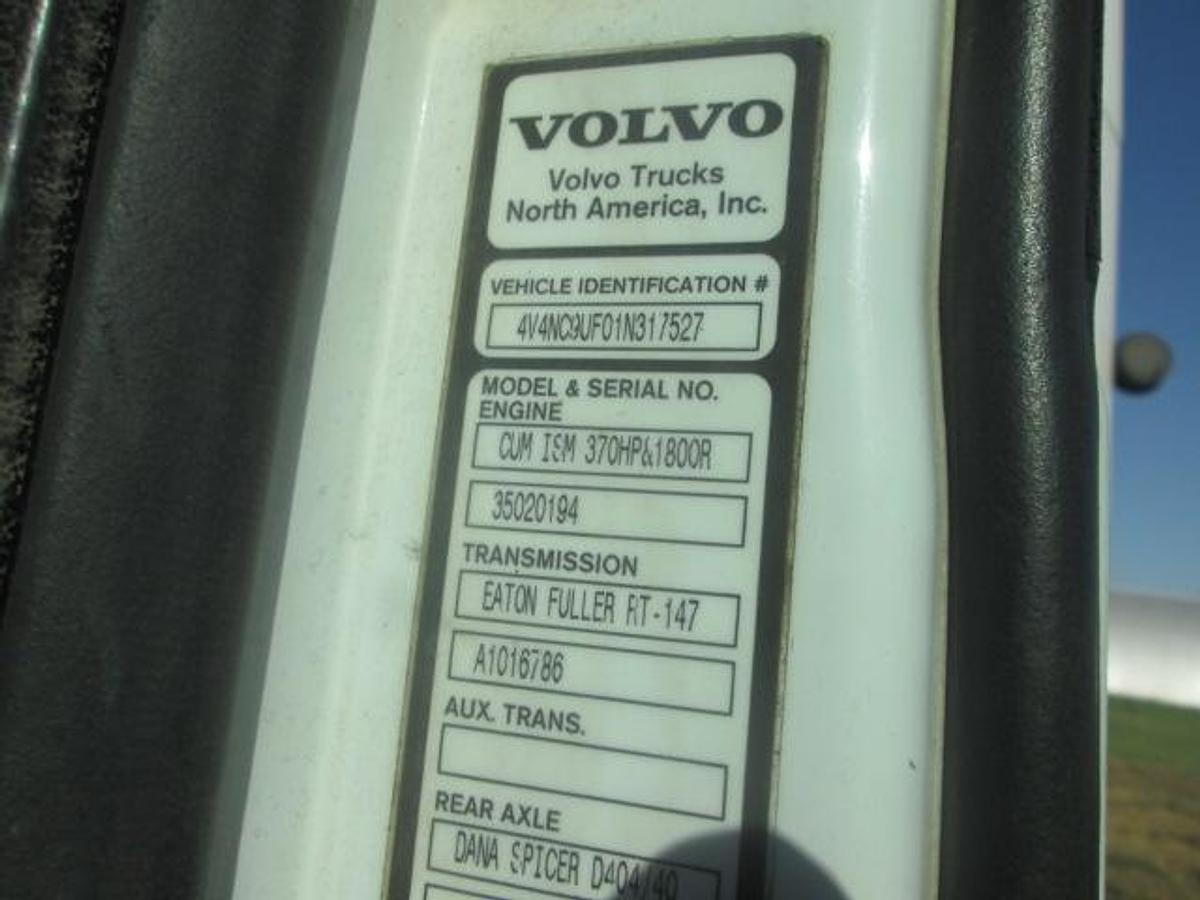 VOLVO
Volvo Trucks
North America, Inc.
VEHICLE IDENTIFICATION #
4V4NC9UF01N317527
MODEL & SERIAL NO.
ENGINE
CUM ISM 370HP&1800R
35020194
TRANSMISSION
EATON FULLER RT-147
A1016786
AUX. TRANS.
REAR AXLE
DANA SPICER D404/40